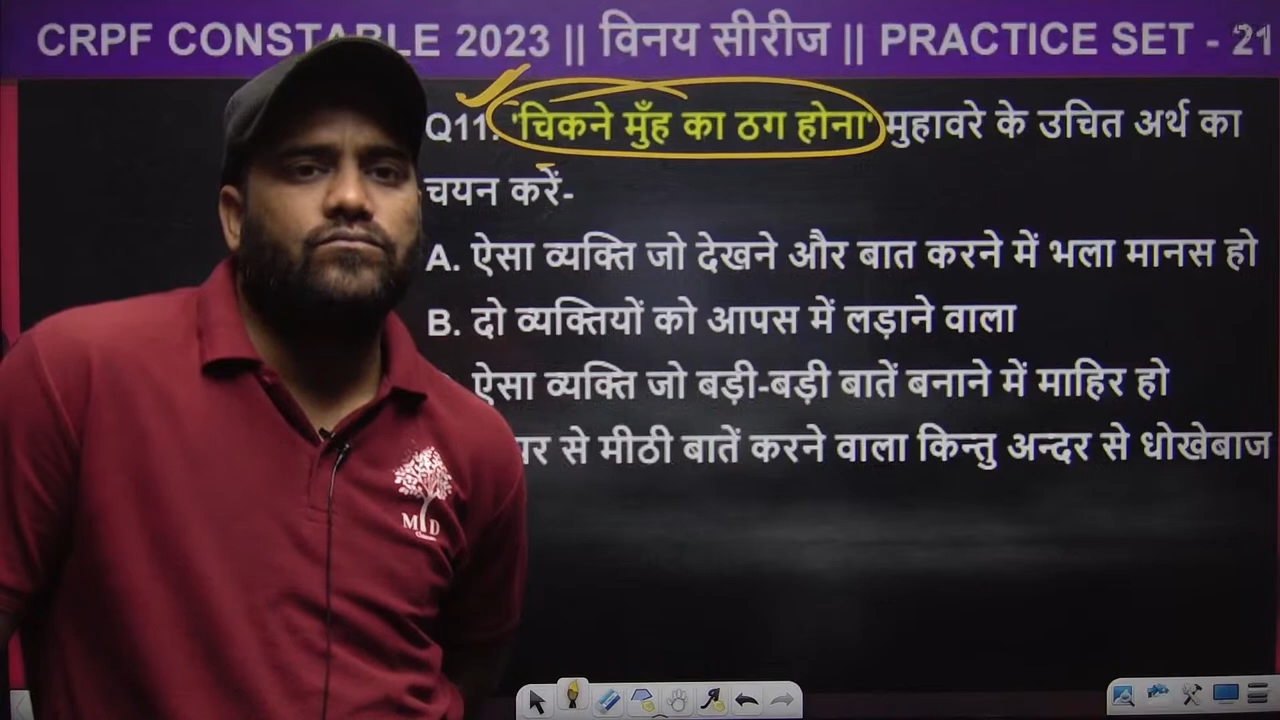 CRPF CONSTABLE 2023 || विनय सीरीज || PRACTICE SET - 21
Q11. 'चिकने मुँह का ठग होना' मुहावरे के उचित अर्थ का
चयन करें-
A. ऐसा व्यक्ति जो देखने और बात करने में भला मानस हो
B. दो व्यक्तियों को आपस में लड़ाने वाला
ऐसा व्यक्ति जो बड़ी-बड़ी बातें बनाने में माहिर हो
से मीठी बातें करने वाला किन्तु अन्दर से धोखेबाज
M D